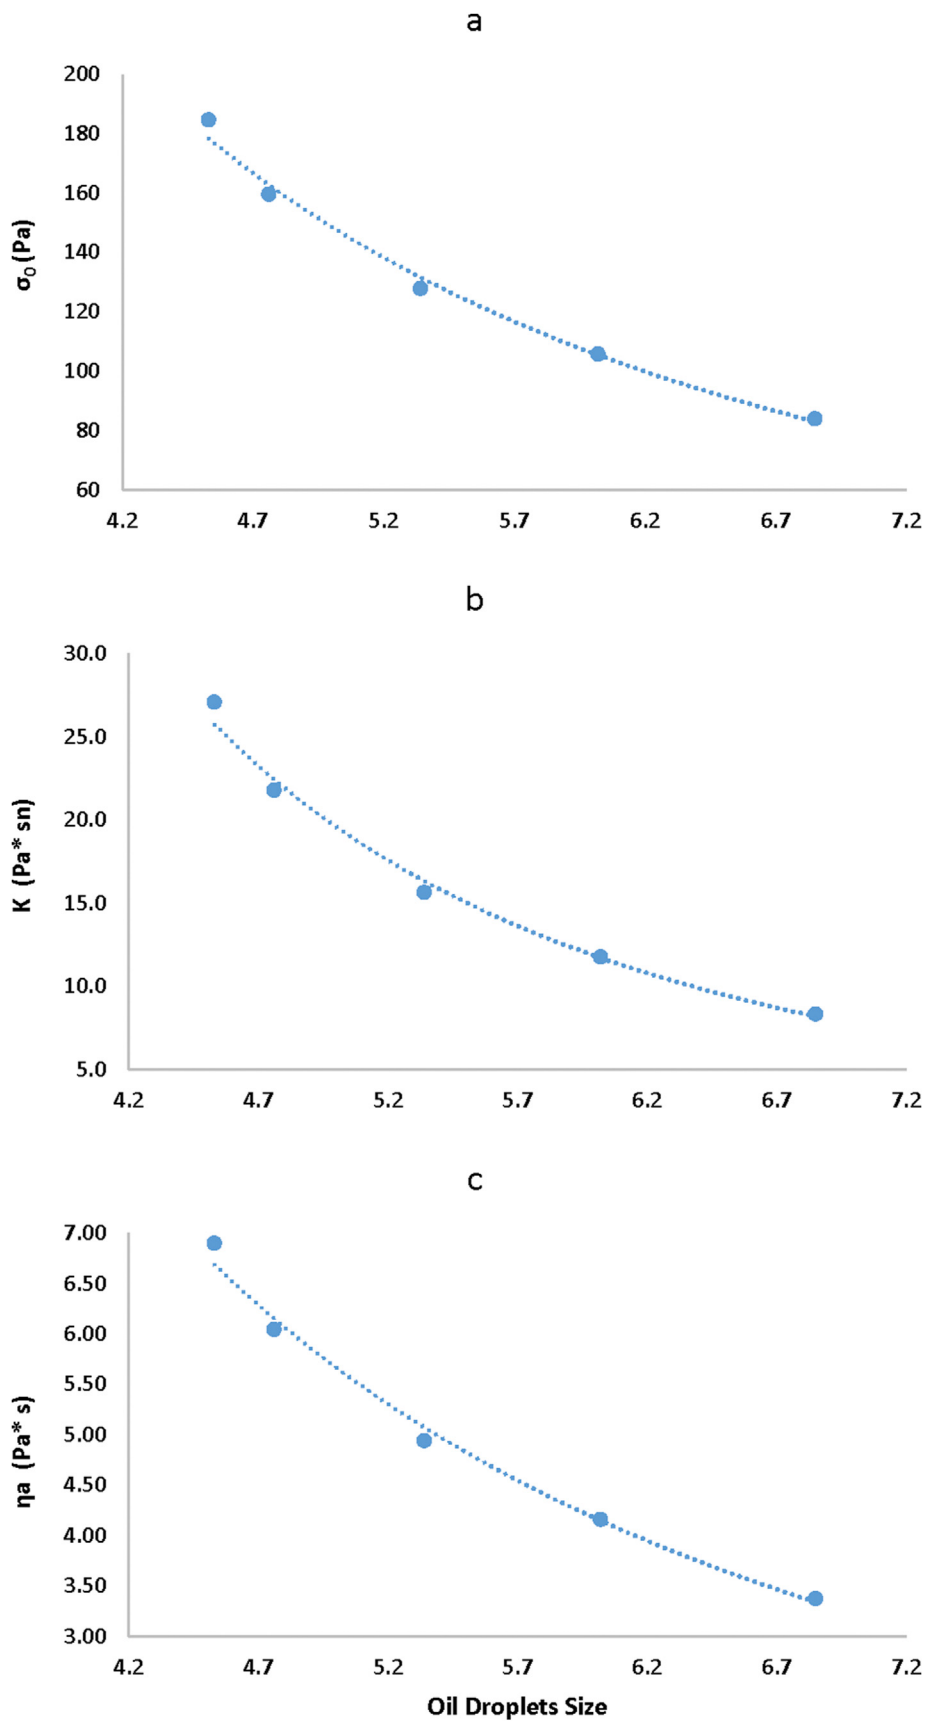 a
200
180
160
140
120
100
80
60
σ₀ (Pa)
4.2 4.7 5.2 5.7 6.2 6.7 7.2
b
30.0
25.0
20.0
15.0
10.0
5.0
K (Pa* sn)
4.2 4.7 5.2 5.7 6.2 6.7 7.2
c
7.00
6.50
6.00
5.50
5.00
4.50
4.00
3.50
3.00
ηa (Pa* s)
4.2 4.7 5.2 5.7 6.2 6.7 7.2
Oil Droplets Size